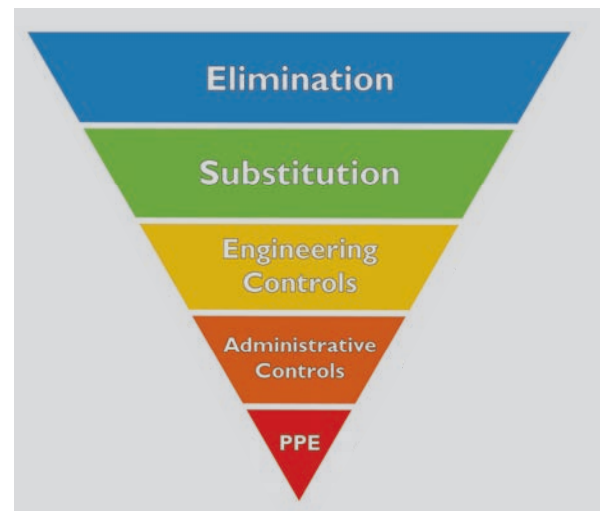 Elimination
Substitution
Engineering
Controls
Administrative
Controls
PPE